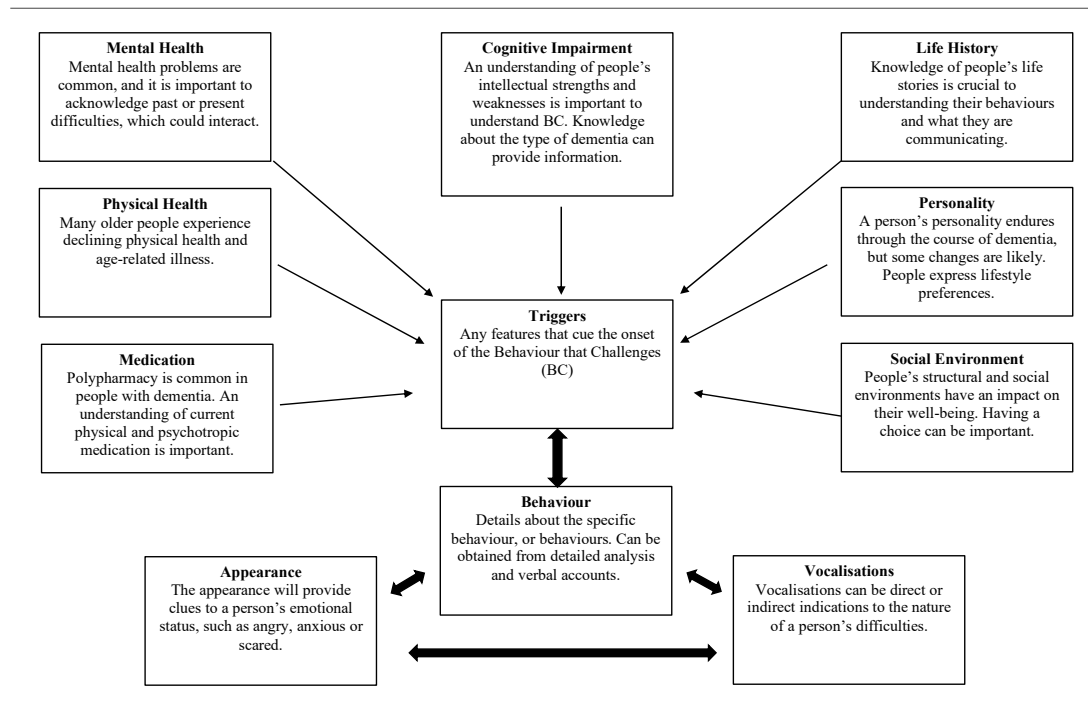 Mental Health
Mental health problems are
common, and it is important to
acknowledge past or present
difficulties, which could interact.
Cognitive Impairment
An understanding of people’s
intellectual strengths and
weaknesses is important to
understand BC. Knowledge
about the type of dementia can
provide information.
Life History
Knowledge of people’s life
stories is crucial to
understanding their behaviours
and what they are
communicating.
Physical Health
Many older people experience
declining physical health and
age-related illness.
Personality
A person’s personality endures
through the course of dementia,
but some changes are likely.
People express lifestyle
preferences.
Triggers
Any features that cue the onset
of the Behaviour that Challenges
(BC)
Medication
Polypharmacy is common in
people with dementia. An
understanding of current
physical and psychotropic
medication is important.
Social Environment
People’s structural and social
environments have an impact on
their well-being. Having a
choice can be important.
Behaviour
Details about the specific
behaviour, or behaviours. Can be
obtained from detailed analysis
and verbal accounts.
Appearance
The appearance will provide
clues to a person’s emotional
status, such as angry, anxious or
scared.
Vocalisations
Vocalisations can be direct or
indirect indications to the nature
of a person’s difficulties.